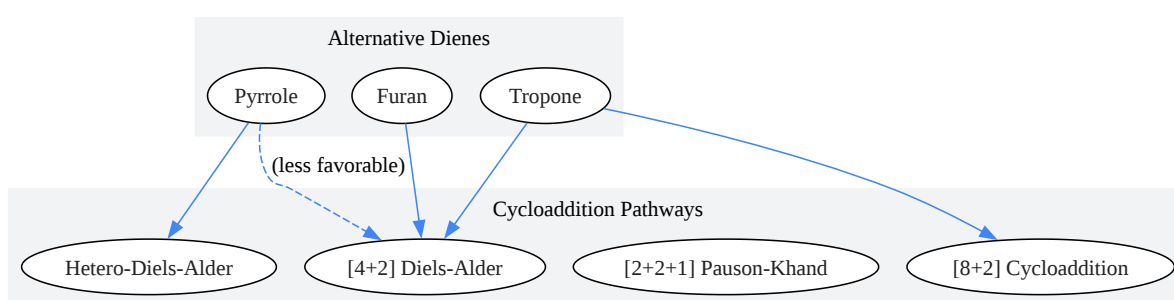 Alternative Dienes
Pyrrole
Furan
Tropone
(less favorable)
Cycloaddition Pathways
Hetero-Diels-Alder
[4+2] Diels-Alder
[2+2+1] Pauson-Khand
[8+2] Cycloaddition